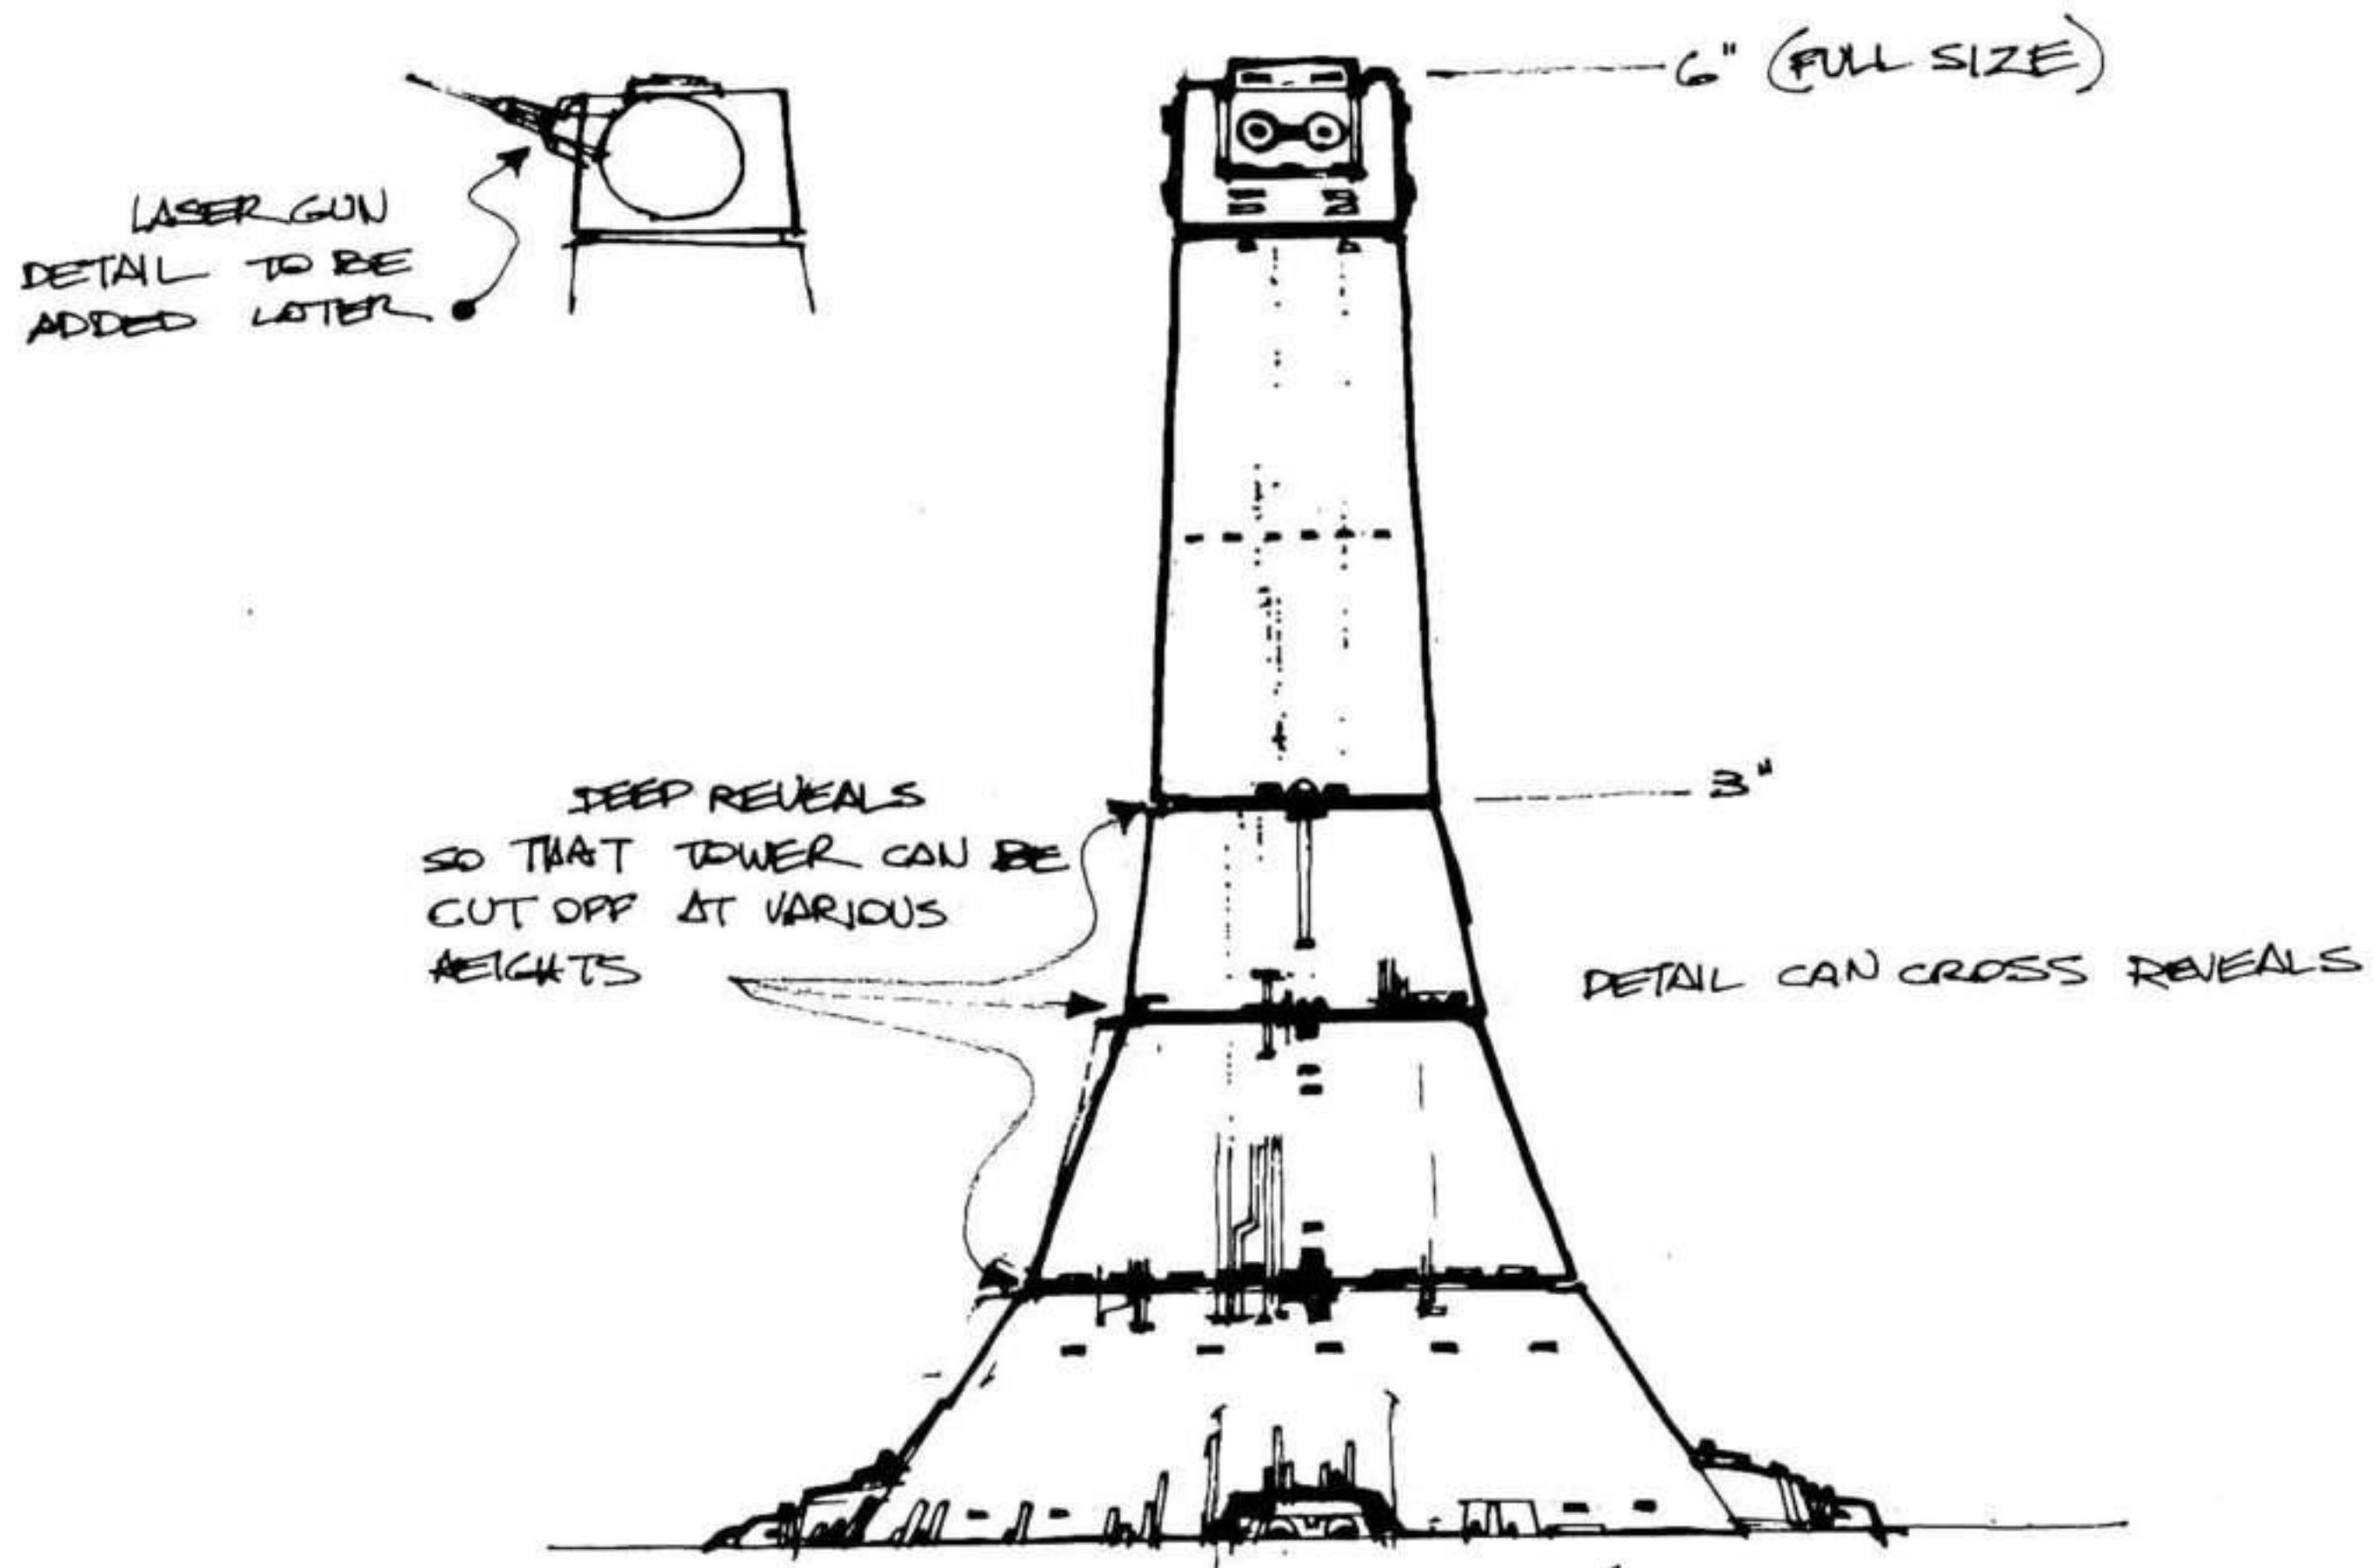 6" (FULL SIZE)
LASER GUN
DETAIL TO BE
ADDED LATER
3"
DEEP REVEALS
SO THAT TOWER CAN BE
CUT OFF AT VARIOUS
HEIGHTS
DETAIL CAN CROSS REVEALS